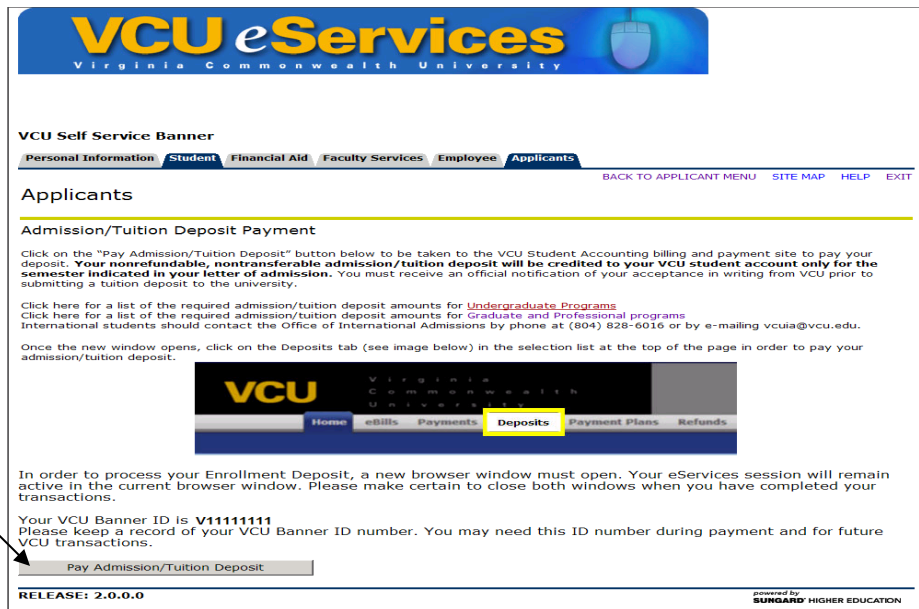 VCU eServices
Virginia Commonwealth University
VCU Self Service Banner
Personal Information Student Financial Aid Faculty Services Employee Applicants
BACK TO APPLICANT MENU SITE MAP HELP EXIT
Applicants
Admission/Tuition Deposit Payment
Click on the "Pay Admission/Tuition Deposit" button below to be taken to the VCU Student Accounting billing and payment site to pay your
deposit. Your nonrefundable, nontransferable admission/tuition deposit will be credited to your VCU student account only for the
semester indicated in your letter of admission. You must receive an official notification of your acceptance in writing from VCU prior to
submitting a tuition deposit to the university.
Click here for a list of the required admission/tuition deposit amounts for Undergraduate Programs
Click here for a list of the required admission/tuition deposit amounts for Graduate and Professional programs
International students should contact the Office of International Admissions by phone at (804) 828-6016 or by e-mailing vcuia@vcu.edu.
Once the new window opens, click on the Deposits tab (see image below) in the selection list at the top of the page in order to pay your
admission/tuition deposit.
VCU
Virginia
Commonwealth
University
Home eBills Payments Deposits Payment Plans Refunds
In order to process your Enrollment Deposit, a new browser window must open. Your eServices session will remain
active in the current browser window. Please make certain to close both windows when you have completed your
transactions.
Your VCU Banner ID is V11111111
Please keep a record of your VCU Banner ID number. You may need this ID number during payment and for future
VCU transactions.
Pay Admission/Tuition Deposit
RELEASE: 2.0.0.0
powered by
SUNGARD HIGHER EDUCATION